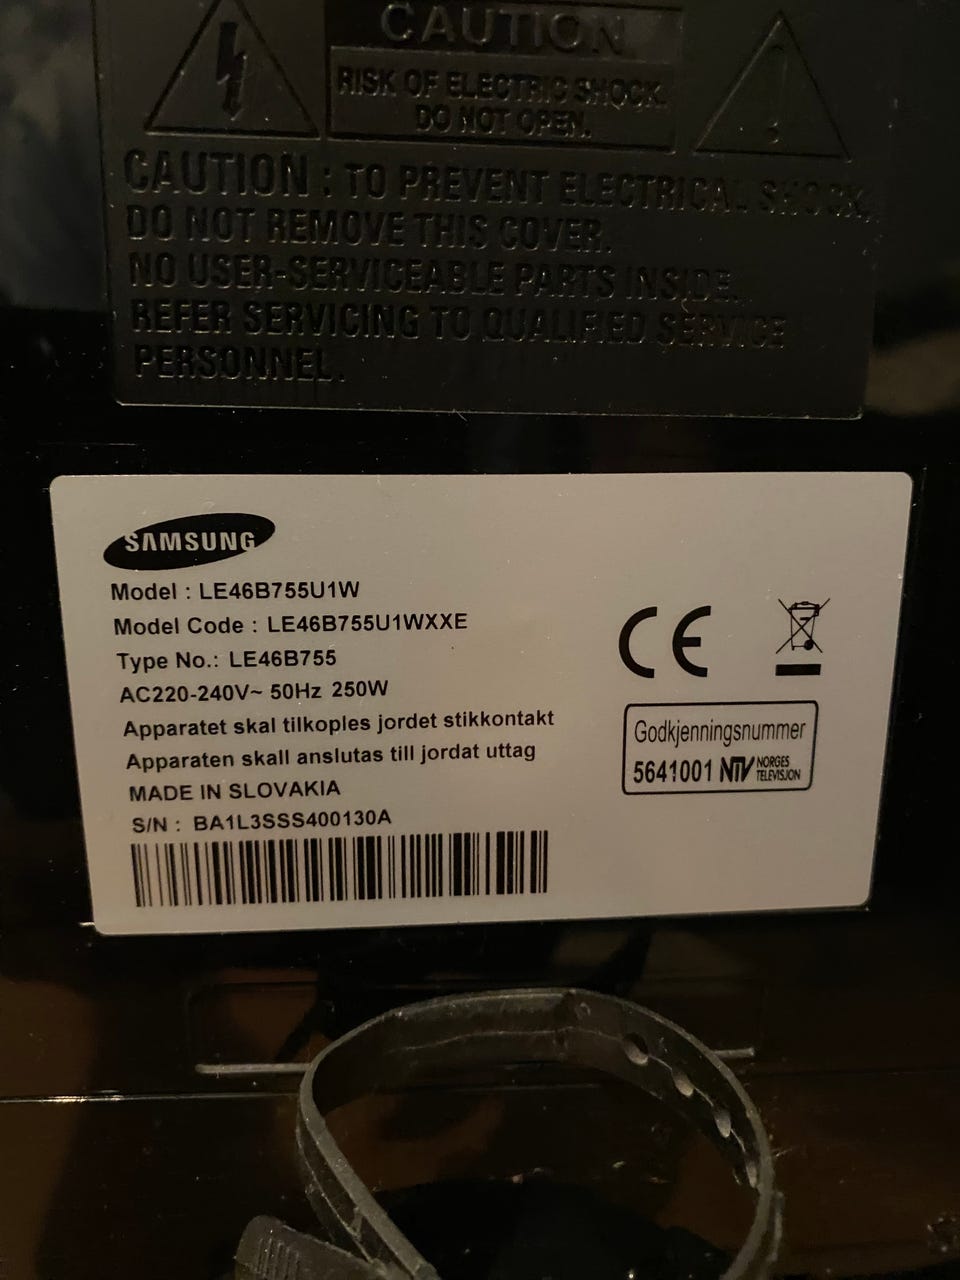 CAUTION
RISK OF ELECTRIC SHOCK.
DO NOT OPEN.
CAUTION : TO PREVENT ELECTRICAL SHOCK,
DO NOT REMOVE THIS COVER.
NO USER-SERVICEABLE PARTS INSIDE.
REFER SERVICING TO QUALIFIED SERVICE
PERSONNEL.
SAMSUNG
Model : LE46B755U1W
Model Code : LE46B755U1WXXE
Type No.: LE46B755
AC220-240V~ 50Hz 250W
Apparatet skal tilkoples jordet stikkontakt
Apparaten skall anslutas till jordat uttag
MADE IN SLOVAKIA
S/N : BA1L3SSS400130A
CE
Godkjenningsnummer
5641001 NTV NORGES
TELEVISJON